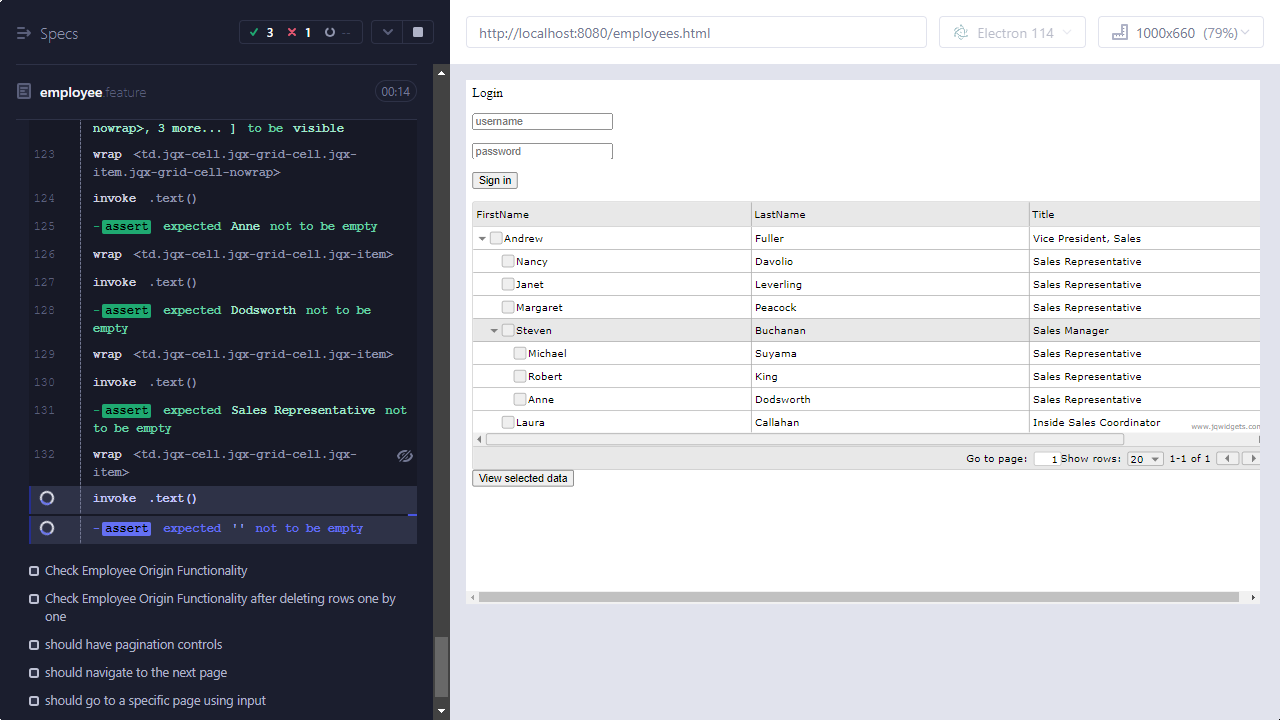 Specs
3 1 --
employee.feature 00:14
nowrap>, 3 more... ] to be visible
123 wrap <td.jqx-cell.jqx-grid-cell.jqx-
item.jqx-grid-cell-nowrap>
124 invoke .text()
125 -assert expected Anne not to be empty
126 wrap <td.jqx-cell.jqx-grid-cell.jqx-item>
127 invoke .text()
128 -assert expected Dodsworth not to be
empty
129 wrap <td.jqx-cell.jqx-grid-cell.jqx-item>
130 invoke .text()
131 -assert expected Sales Representative not
to be empty
132 wrap <td.jqx-cell.jqx-grid-cell.jqx-
item>
invoke .text()
-assert expected '' not to be empty
Check Employee Origin Functionality
Check Employee Origin Functionality after deleting rows one by
one
should have pagination controls
should navigate to the next page
should go to a specific page using input
http://localhost:8080/employees.html
Electron 114
1000x660 (79%)
Login
username
password
Sign in
FirstName LastName Title
Andrew Fuller Vice President, Sales
Nancy Davolio Sales Representative
Janet Leverling Sales Representative
Margaret Peacock Sales Representative
Steven Buchanan Sales Manager
Michael Suyama Sales Representative
Robert King Sales Representative
Anne Dodsworth Sales Representative
Laura Callahan Inside Sales Coordinator
www.jqwidgets.com
Go to page: 1 Show rows: 20 1-1 of 1
View selected data